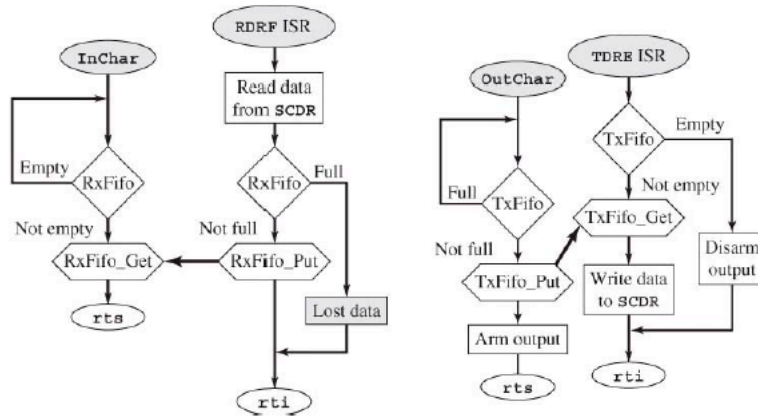 InChar
Empty
RxFifo
Not empty
RxFifo_Get
rts
RDRF ISR
Read data
from SCDR
RxFifo
Full
Not full
RxFifo_Put
Lost data
rti
OutChar
Full
TxFifo
Not full
TxFifo_Put
Arm output
rts
TDRE ISR
TxFifo
Empty
Not empty
TxFifo_Get
Write data
to SCDR
Disarm
output
rti